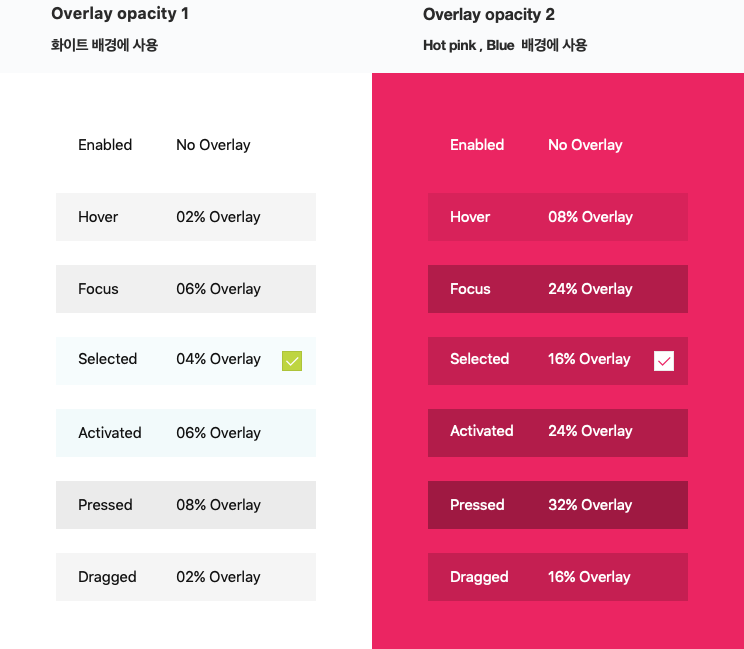 Overlay opacity 1
화이트 배경에 사용
Enabled No Overlay
Hover 02% Overlay
Focus 06% Overlay
Selected 04% Overlay
Activated 06% Overlay
Pressed 08% Overlay
Dragged 02% Overlay
Overlay opacity 2
Hot pink , Blue 배경에 사용
Enabled No Overlay
Hover 08% Overlay
Focus 24% Overlay
Selected 16% Overlay
Activated 24% Overlay
Pressed 32% Overlay
Dragged 16% Overlay